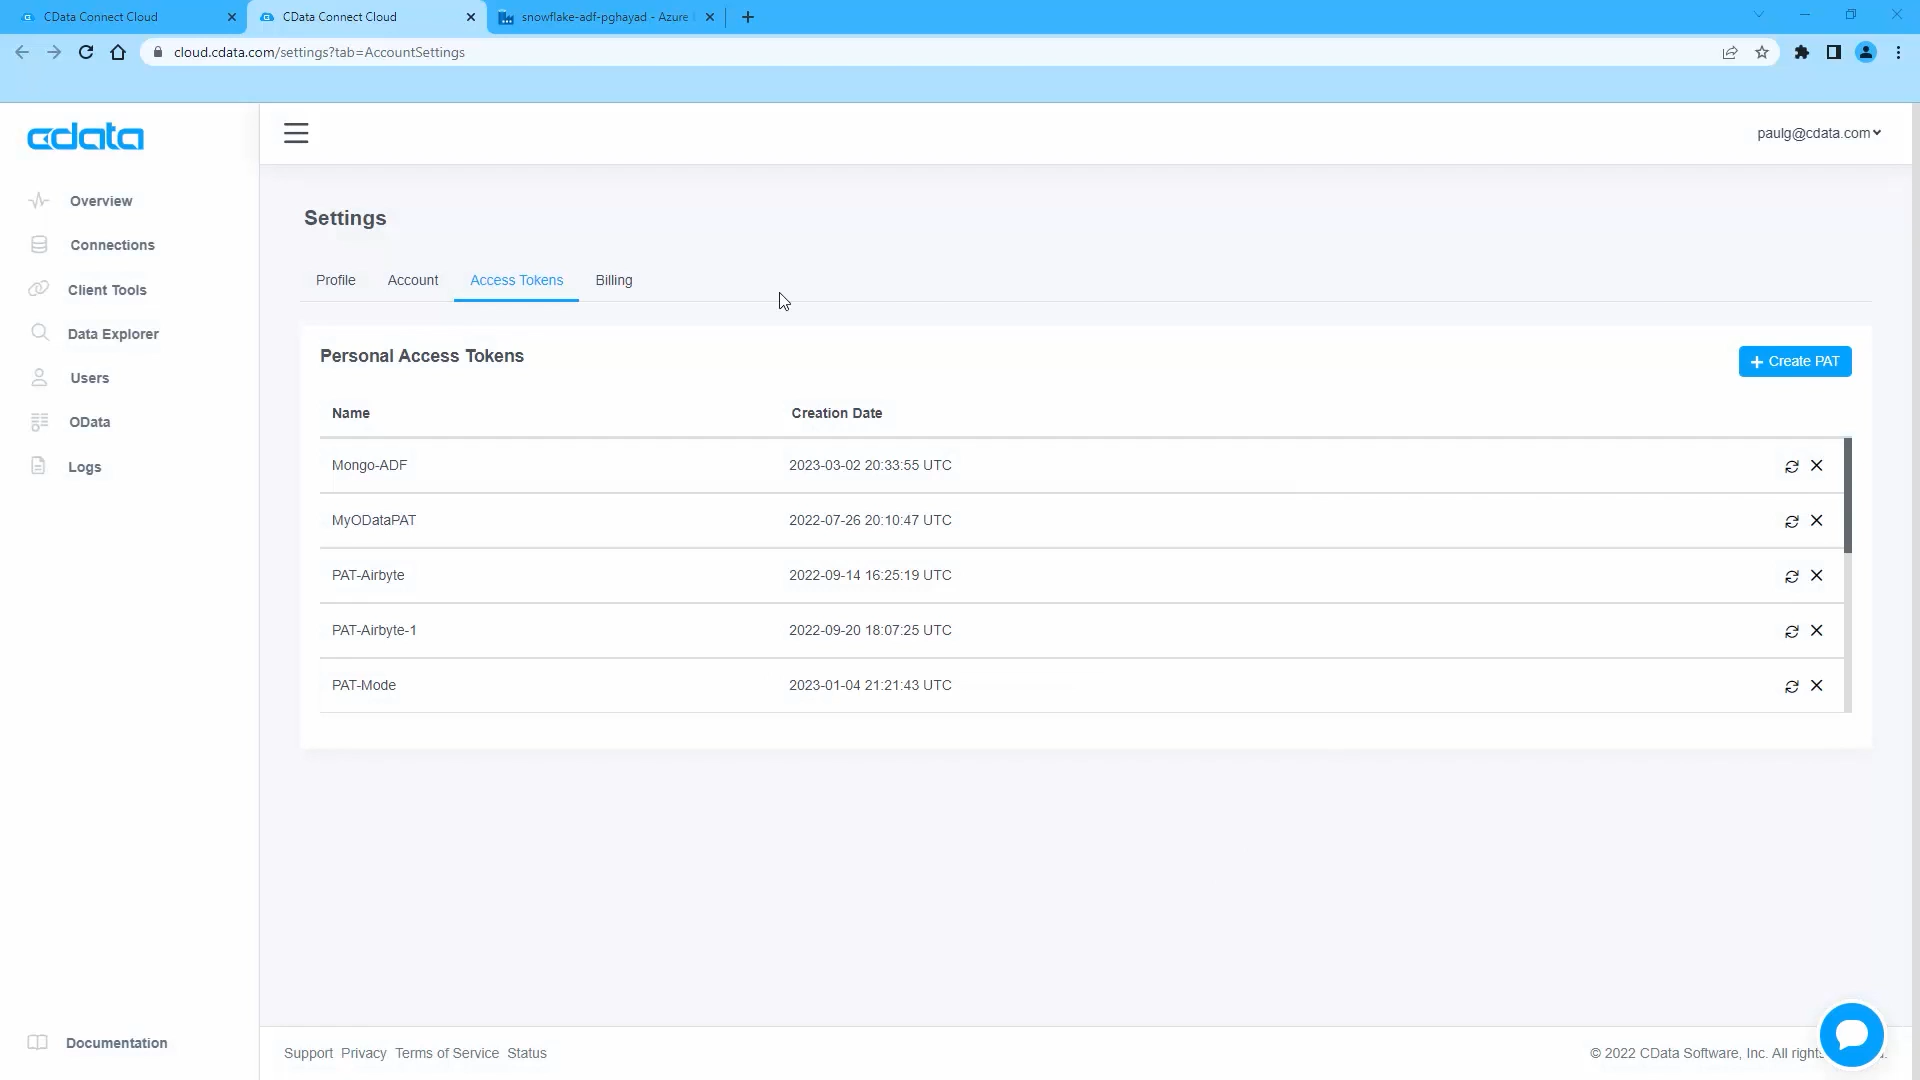 CData Connect Cloud
CData Connect Cloud
snowflake-adf-pghayad - Azure
cloud.cdata.com/settings?tab=AccountSettings
cdata
paulg@cdata.com
Overview
Connections
Client Tools
Data Explorer
Users
OData
Logs
Documentation
Settings
Profile Account Access Tokens Billing
Personal Access Tokens
+ Create PAT
Name Creation Date
Mongo-ADF 2023-03-02 20:33:55 UTC
MyODataPAT 2022-07-26 20:10:47 UTC
PAT-Airbyte 2022-09-14 16:25:19 UTC
PAT-Airbyte-1 2022-09-20 18:07:25 UTC
PAT-Mode 2023-01-04 21:21:43 UTC
Support Privacy Terms of Service Status
© 2022 CData Software, Inc. All rights